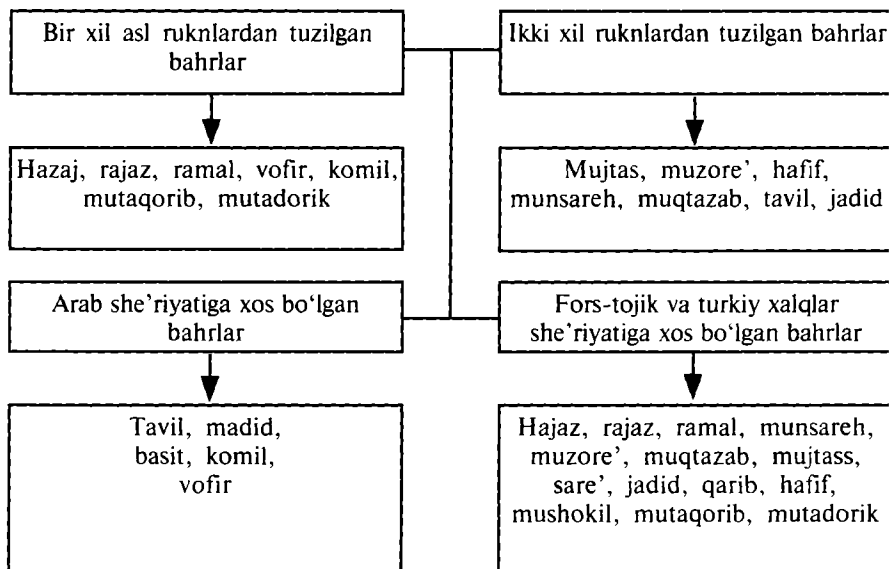 Bir xil asl ruknlardan tuzilgan
bahrlar
Ikki xil ruknlardan tuzilgan bahrlar
Hazaj, rajaz, ramal, vofir, komil,
mutaqorib, mutadorik
Mujtas, muzore’, hafif,
munsareh, muqtazab, tavil, jadid
Arab she’riyatiga xos bo‘lgan
bahrlar
Fors-tojik va turkiy xalqlar
she’riyatiga xos bo‘lgan bahrlar
Tavil, madid,
basit, komil,
vofir
Hajaz, rajaz, ramal, munsareh,
muzore’, muqtazab, mujtass,
sare’, jadid, qarib, hafif,
mushokil, mutaqorib, mutadorik